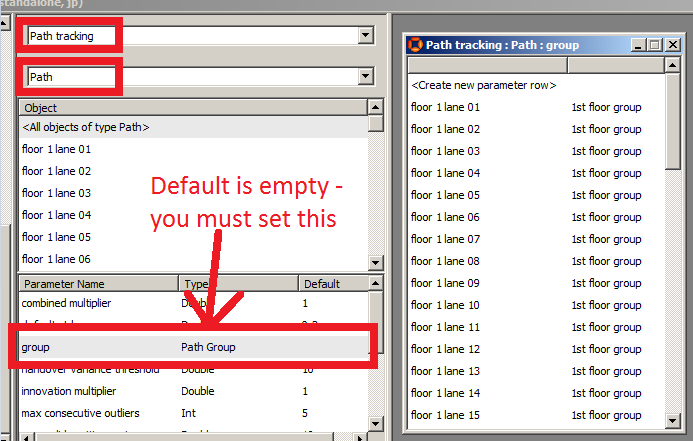 standalone, jp)
Path tracking
Path
Object
<All objects of type Path>
floor 1 lane 01
floor 1 lane 02
floor 1 lane 03
floor 1 lane 04
floor 1 lane 05
floor 1 lane 06
Default is empty -
you must set this
Parameter Name Type Default
combined multiplier Double 1
group Path Group
handover variance threshold Double 10
innovation multiplier Double 1
max consecutive outliers Int 5
Path tracking : Path : group
<Create new parameter row>
floor 1 lane 01 1st floor group
floor 1 lane 02 1st floor group
floor 1 lane 03 1st floor group
floor 1 lane 04 1st floor group
floor 1 lane 05 1st floor group
floor 1 lane 06 1st floor group
floor 1 lane 07 1st floor group
floor 1 lane 08 1st floor group
floor 1 lane 09 1st floor group
floor 1 lane 10 1st floor group
floor 1 lane 11 1st floor group
floor 1 lane 12 1st floor group
floor 1 lane 13 1st floor group
floor 1 lane 14 1st floor group
floor 1 lane 15 1st floor group